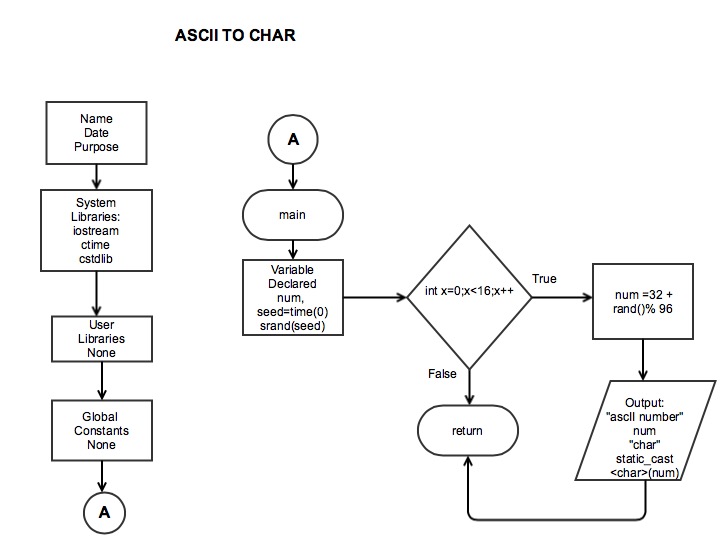 ASCII TO CHAR
Name
Date
Purpose
System
Libraries:
iostream
ctime
cstdlib
User
Libraries
None
Global
Constants
None
A
A
main
Variable
Declared
num,
seed=time(0)
srand(seed)
int x=0;x<16;x++
True
False
num =32 +
rand()% 96
Output:
"ascII number"
num
"char"
static_cast
<char>(num)
return